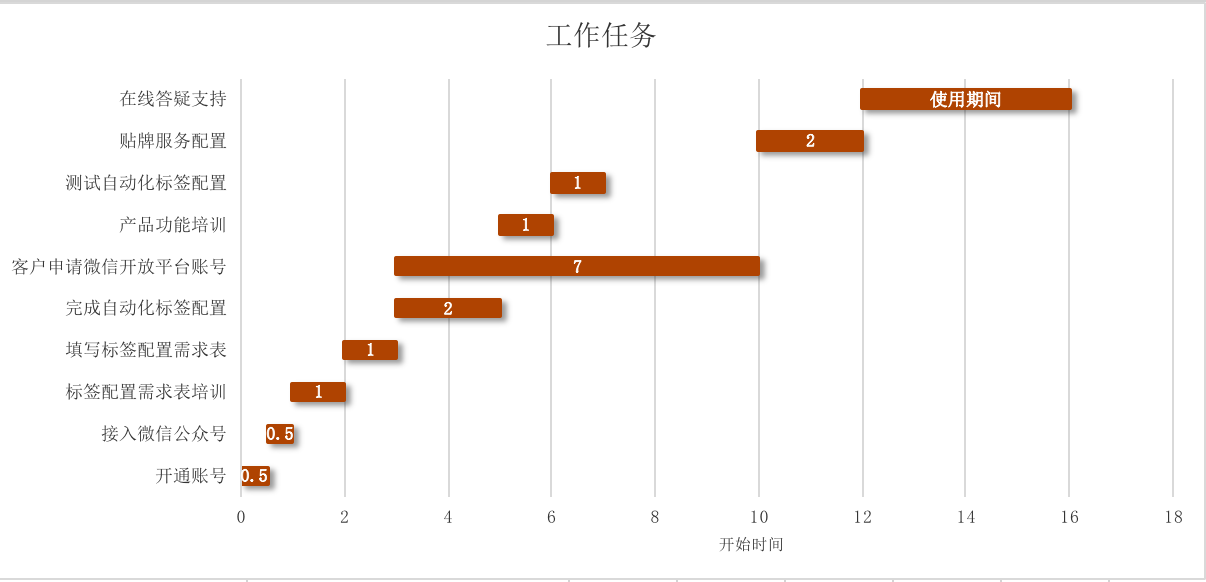 工作任务
在线答疑支持
使用期间
贴牌服务配置
2
测试自动化标签配置
1
产品功能培训
1
客户申请微信开放平台账号
7
完成自动化标签配置
2
填写标签配置需求表
1
标签配置需求表培训
1
接入微信公众号
0.5
开通账号
0.5
0 2 4 6 8 10 12 14 16 18
开始时间